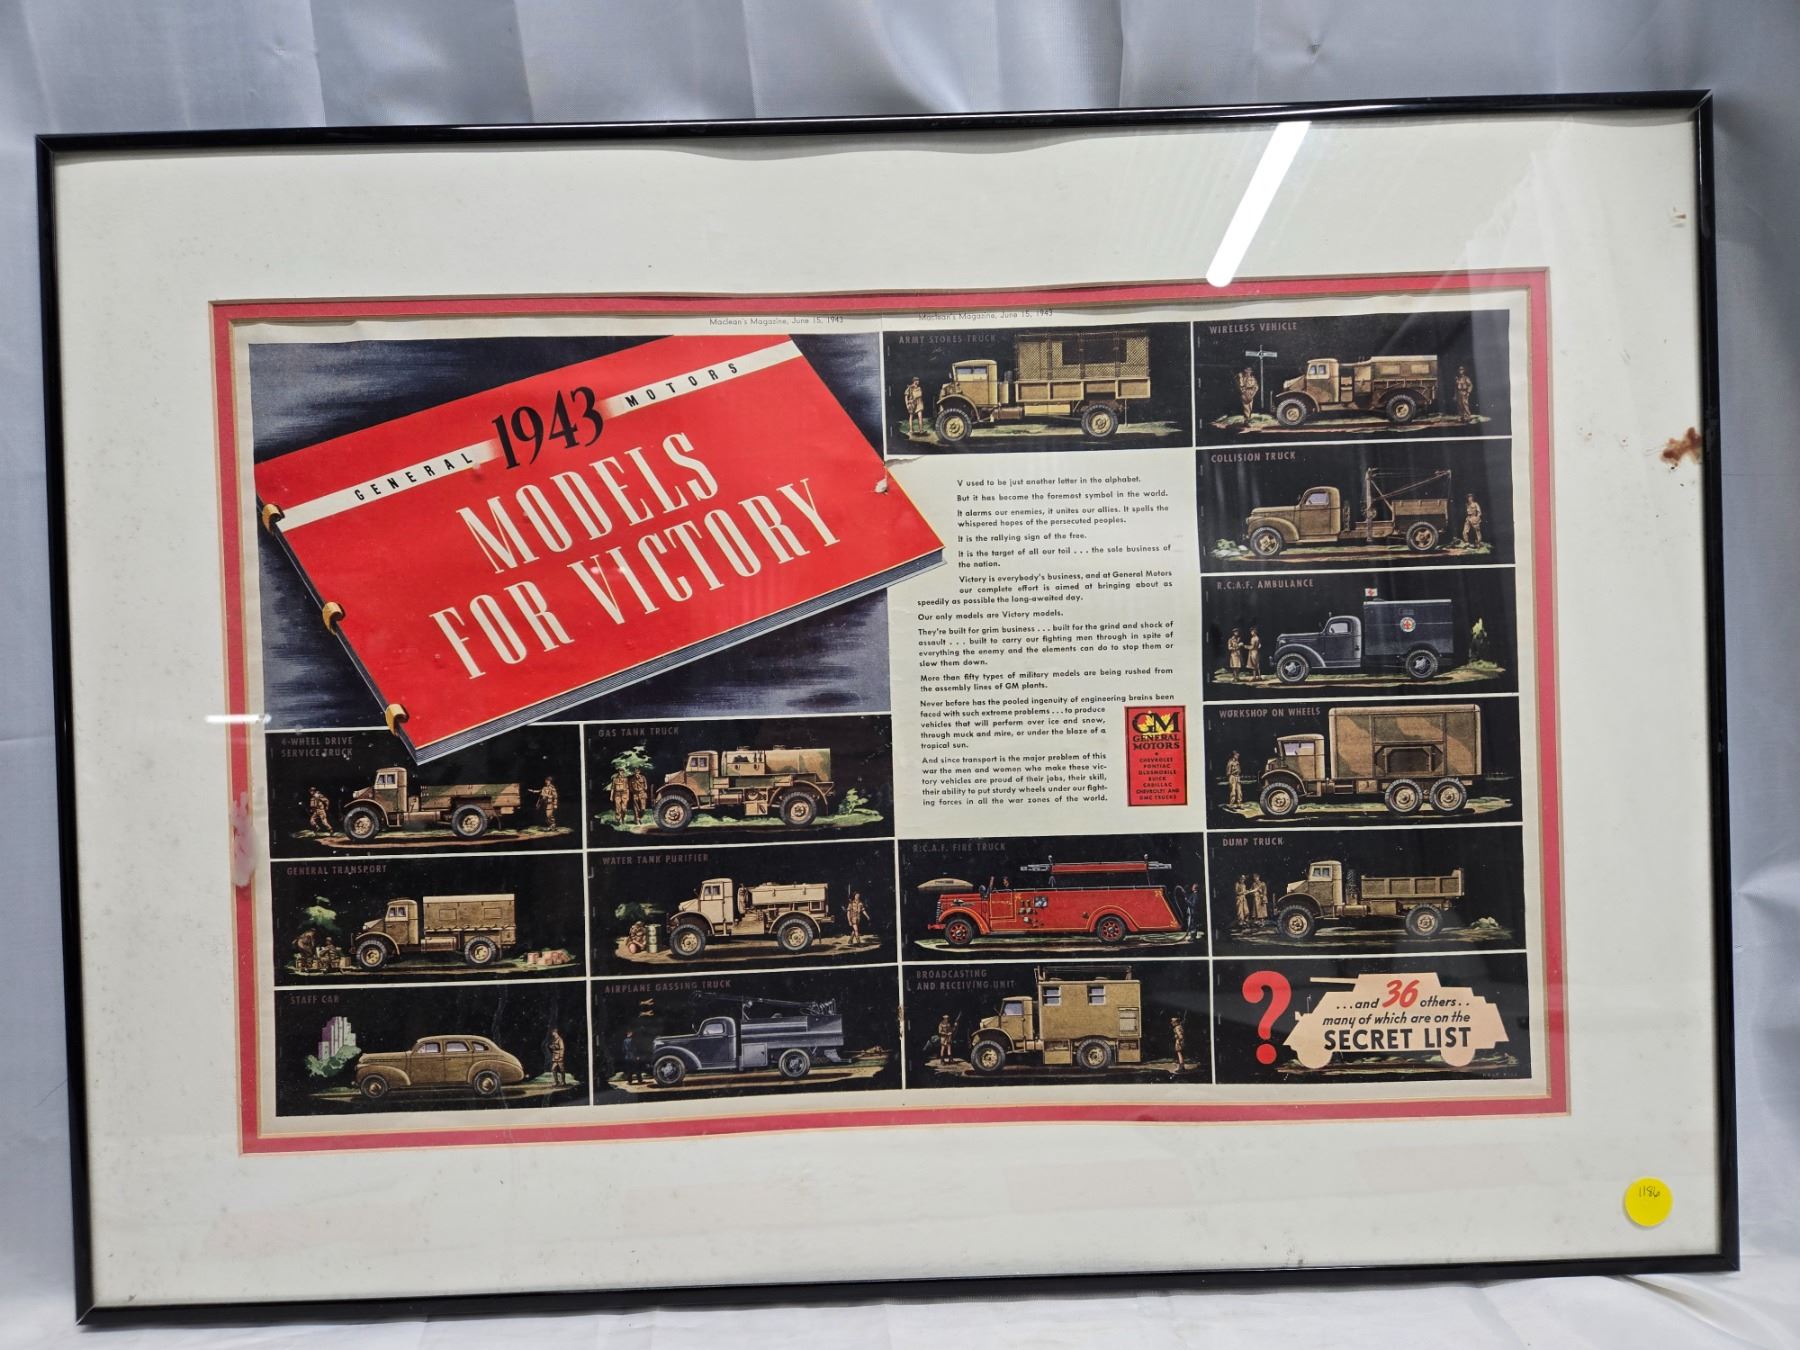 Maclean's Magazine, June 15, 1943
Maclean's Magazine, June 15, 1943
GENERAL 1943 MOTORS
MODELS
FOR VICTORY
ARMY STORES TRUCK
WIRELESS VEHICLE
COLLISION TRUCK
R.C.A.F. AMBULANCE
WORKSHOP ON WHEELS
V used to be just another letter in the alphabet.
But it has become the foremost symbol in the world.
It alarms our enemies, it unites our allies. It spells the
whispered hopes of the persecuted peoples.
It is the rallying sign of the free.
It is the target of all our toil . . . the sole business of
the nation.
Victory is everybody's business, and at General Motors
our complete effort is aimed at bringing about as
speedily as possible the long-awaited day.
Our only models are Victory models.
They're built for grim business . . . built for the grind and shock of
assault . . . built to carry our fighting men through in spite of
everything the enemy and the elements can do to stop them or
slow them down.
More than fifty types of military models are being rushed from
the assembly lines of GM plants.
Never before has the pooled ingenuity of engineering brains been
faced with such extreme problems . . . to produce
vehicles that will perform over ice and snow,
through muck and mire, or under the blaze of a
tropical sun.
And since transport is the major problem of this
war the men and women who make these vic-
tory vehicles are proud of their jobs, their skill,
their ability to put sturdy wheels under our fight-
ing forces in all the war zones of the world.
GM
GENERAL
MOTORS
CHEVROLET
PONTIAC
OLDSMOBILE
BUICK
CADILLAC
CHEVROLET AND
GMC TRUCKS
4-WHEEL DRIVE
SERVICE TRUCK
GAS TANK TRUCK
GENERAL TRANSPORT
WATER TANK PURIFIER
R.C.A.F. FIRE TRUCK
DUMP TRUCK
STAFF CAR
AIRPLANE GASSING TRUCK
BROADCASTING
AND RECEIVING UNIT
?
...and 36 others..
many of which are on the
SECRET LIST
1186